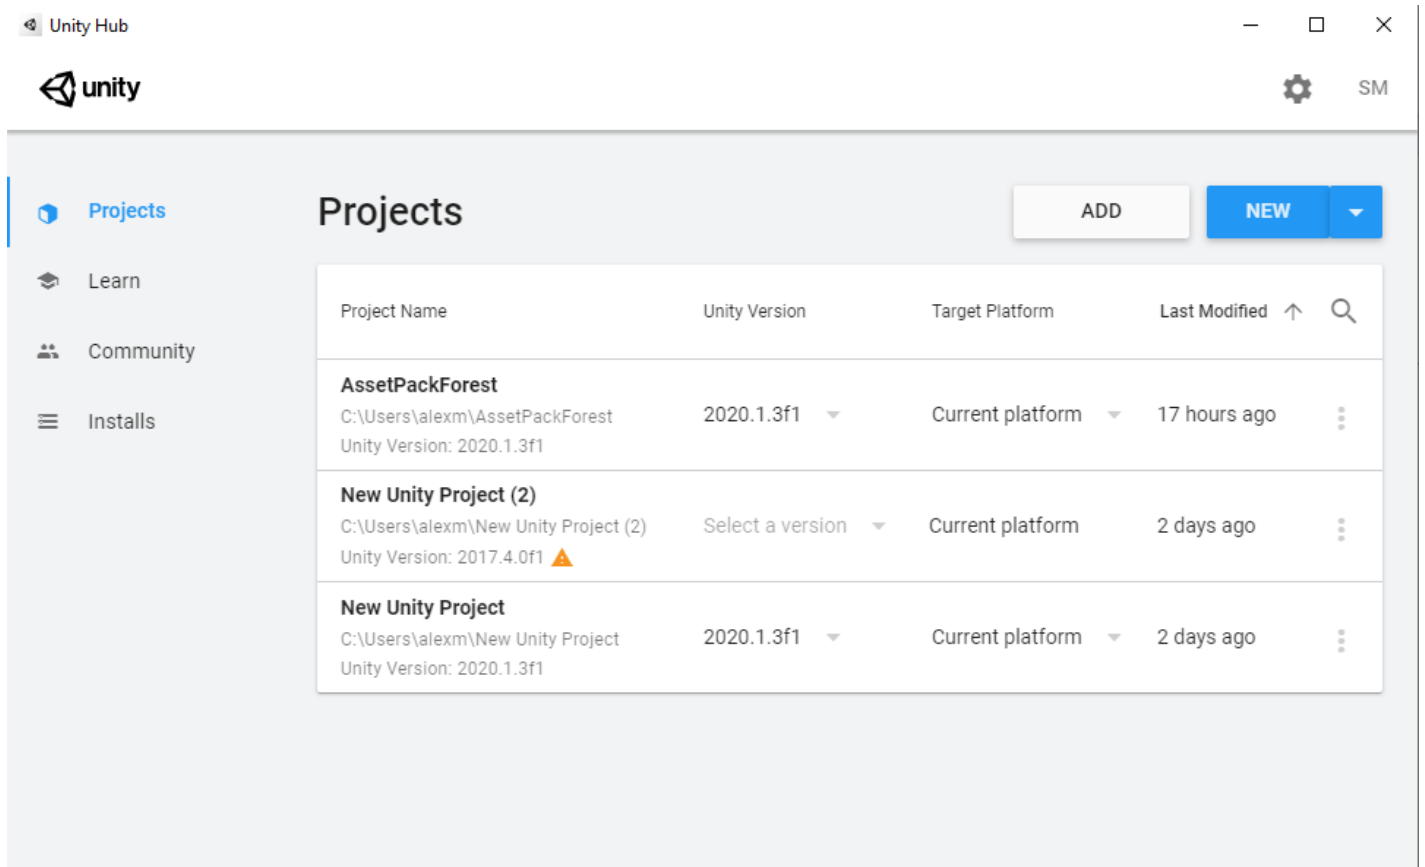 Unity Hub
unity
SM
Projects
Learn
Community
Installs
Projects
ADD
NEW
Project Name Unity Version Target Platform Last Modified
AssetPackForest
C:\Users\alexm\AssetPackForest
Unity Version: 2020.1.3f1
2020.1.3f1 Current platform 17 hours ago
New Unity Project (2)
C:\Users\alexm\New Unity Project (2)
Unity Version: 2017.4.0f1
Select a version Current platform 2 days ago
New Unity Project
C:\Users\alexm\New Unity Project
Unity Version: 2020.1.3f1
2020.1.3f1 Current platform 2 days ago